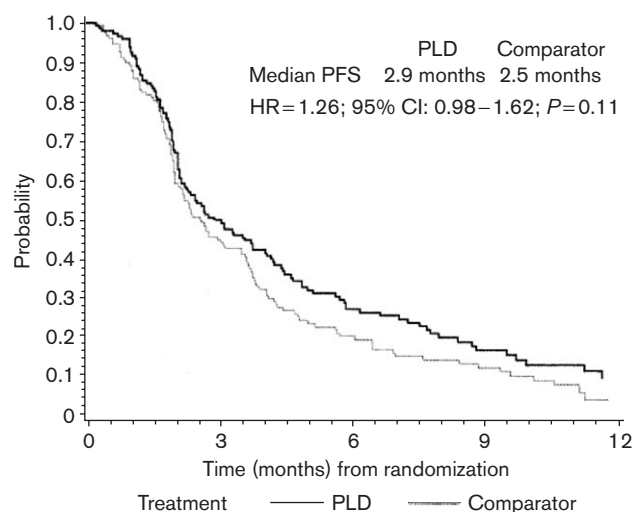 PLD Comparator
Median PFS 2.9 months 2.5 months
HR=1.26; 95% CI: 0.98–1.62; P=0.11
Probability
1.0
0.9
0.8
0.7
0.6
0.5
0.4
0.3
0.2
0.1
0
0 3 6 9 12
Time (months) from randomization
Treatment PLD Comparator